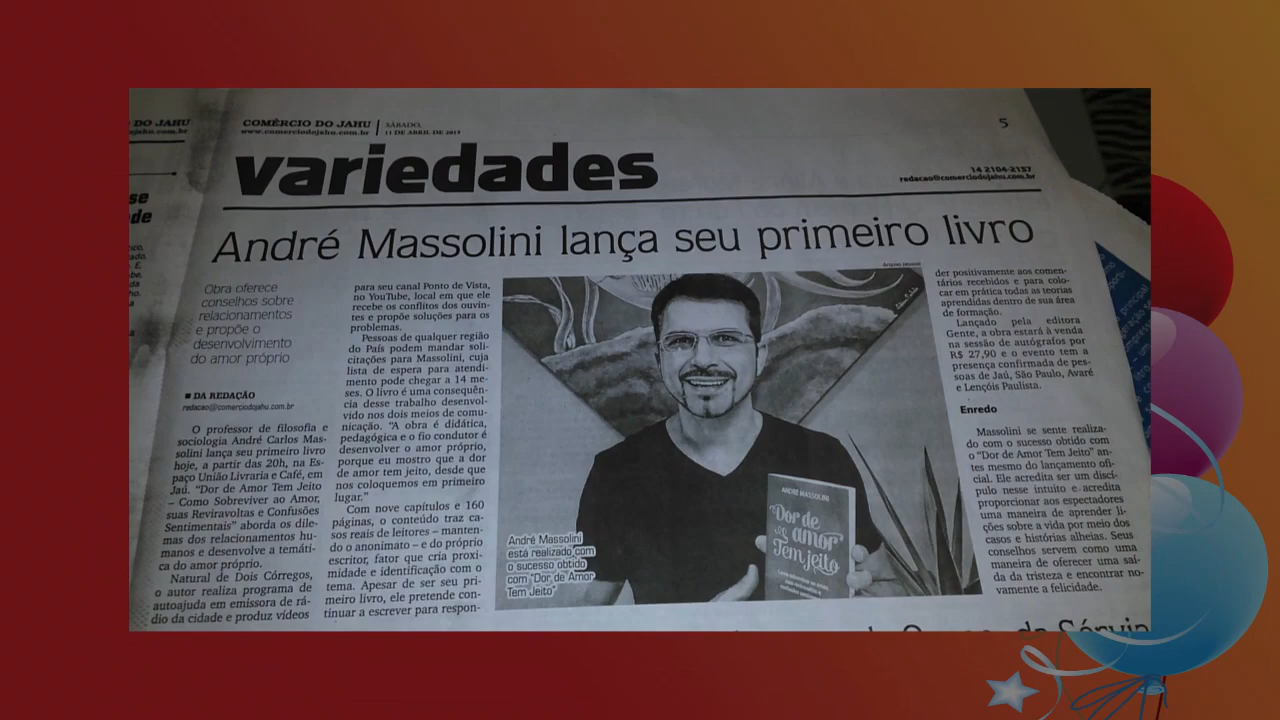 DO JAHU
se
de
COMÉRCIO DO JAHU
www.comerciodojahu.com.br
SÁBADO,
11 DE ABRIL DE 2015
5
variedades
14 2104-2157
redacao@comerciodojahu.com.br
André Massolini lança seu primeiro livro
Obra oferece
conselhos sobre
relacionamentos
e propõe o
desenvolvimento
do amor próprio
■ DA REDAÇÃO
redacao@comerciodojahu.com.br
O professor de filosofia e
sociologia André Carlos Mas-
solini lança seu primeiro livro
hoje, a partir das 20h, na Es-
paço União Livraria e Café, em
Jaú. “Dor de Amor Tem Jeito
– Como Sobreviver ao Amor,
suas Reviravoltas e Confusões
Sentimentais” aborda os dile-
mas dos relacionamentos hu-
manos e desenvolve a temáti-
ca do amor próprio.
Natural de Dois Córregos,
o autor realiza programa de
autoajuda em emissora de rá-
dio da cidade e produz vídeos
para seu canal Ponto de Vista,
no YouTube, local em que ele
recebe os conflitos dos ouvin-
tes e propõe soluções para os
problemas.
Pessoas de qualquer região
do País podem mandar soli-
citações para Massolini, cuja
lista de espera para atendi-
mento pode chegar a 14 me-
ses. O livro é uma consequên-
cia desse trabalho desenvol-
vido nos dois meios de comu-
nicação. “A obra é didática,
pedagógica e o fio condutor é
desenvolver o amor próprio,
porque eu mostro que a dor
de amor tem jeito, desde que
nos coloquemos em primeiro
lugar.”
Com nove capítulos e 160
páginas, o conteúdo traz ca-
sos reais de leitores – manten-
do o anonimato – e do próprio
escritor, fator que cria proxi-
midade e identificação com o
tema. Apesar de ser seu pri-
meiro livro, ele pretende con-
tinuar a escrever para respon-
Arquivo pessoal
ANDRÉ MASSOLINI
Dor de
amor
Tem jeito
André Massolini
está realizado com
o sucesso obtido
com “Dor de Amor
Tem Jeito”
der positivamente aos comen-
tários recebidos e para colo-
car em prática todas as teorias
aprendidas dentro de sua área
de formação.
Lançado pela editora
Gente, a obra estará à venda
na sessão de autógrafos por
R$ 27,90 e o evento tem a
presença confirmada de pes-
soas de Jaú, São Paulo, Avaré
e Lençóis Paulista.
Enredo
Massolini se sente realiza-
do com o sucesso obtido com
o “Dor de Amor Tem Jeito” an-
tes mesmo do lançamento ofi-
cial. Ele acredita ser um discí-
pulo nesse intuito e acredita
proporcionar aos espectadores
uma maneira de aprender li-
ções sobre a vida por meio dos
casos e histórias alheias. Seus
conselhos servem como uma
maneira de oferecer uma saí-
da da tristeza e encontrar no-
vamente a felicidade.